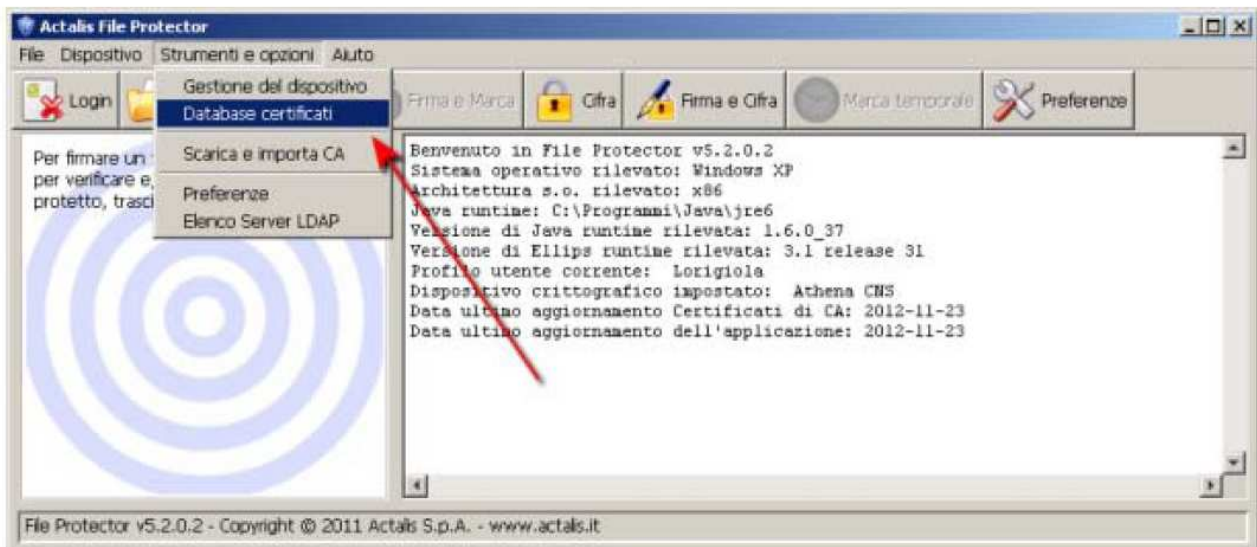 Actalis File Protector
File Dispositivo Strumenti e opzioni Aiuto
Login Firma e Marca Cifra Firma e Cifra Marca temporale Preferenze
Gestione del dispositivo
Database certificati
Scarica e importa CA
Preferenze
Elenco Server LDAP
Per firmare un
per verificare e,
protetto, trasci
Benvenuto in File Protector v5.2.0.2
Sistema operativo rilevato: Windows XP
Architettura s.o. rilevato: x86
Java runtime: C:\Programmi\Java\jre6
Versione di Java runtime rilevata: 1.6.0_37
Versione di Ellips runtime rilevata: 3.1 release 31
Profilo utente corrente: Lorigiola
Dispositivo crittografico impostato: Athena CNS
Data ultimo aggiornamento Certificati di CA: 2012-11-23
Data ultimo aggiornamento dell'applicazione: 2012-11-23
File Protector v5.2.0.2 - Copyright © 2011 Actalis S.p.A. - www.actalis.it